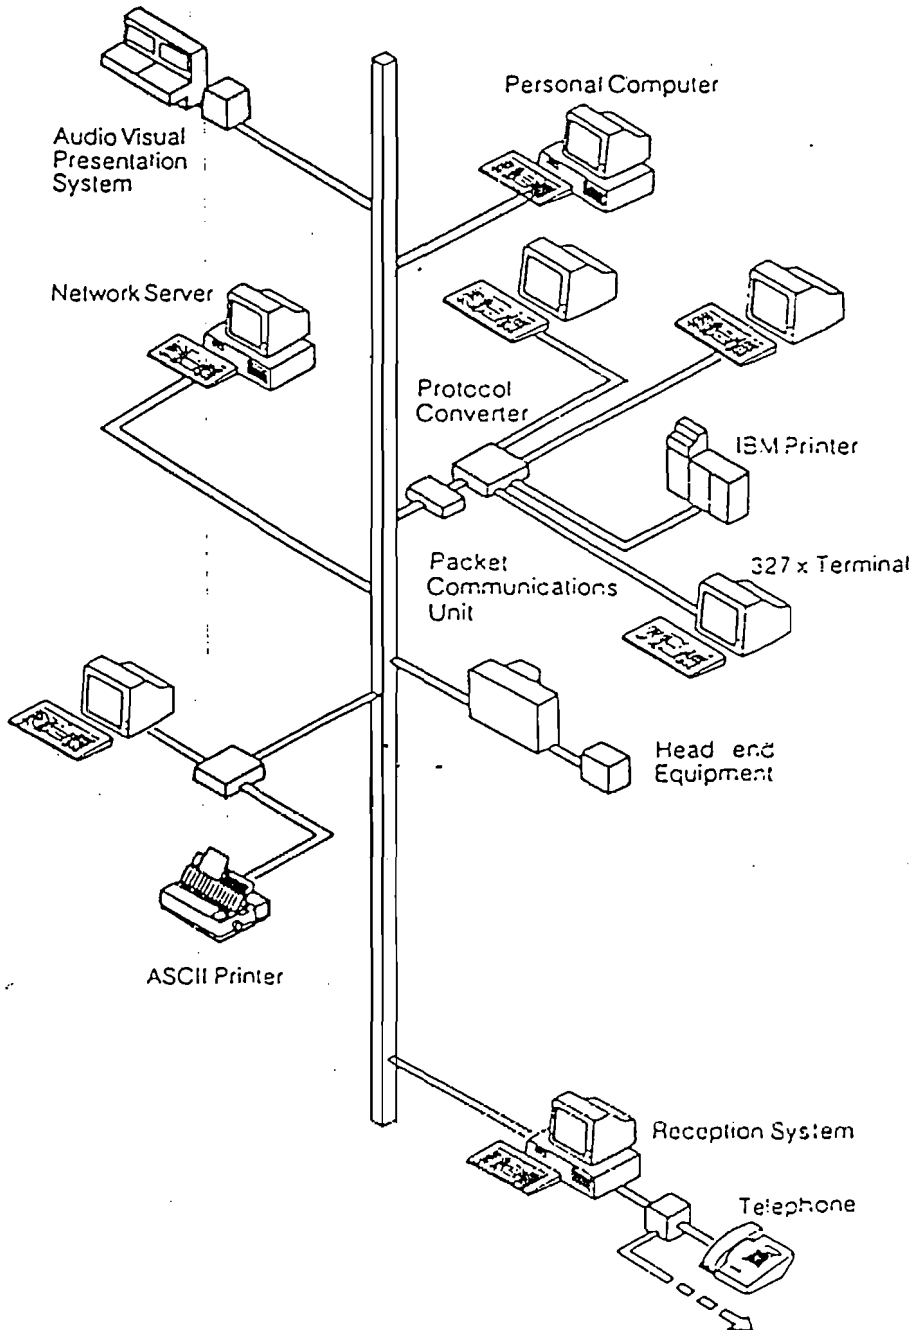 Personal Computer
Audio Visual
Presentation
System
Network Server
Protocol
Converter
IBM Printer
Packet
Communications
Unit
327x Terminal
Head end
Equipment
ASCII Printer
Reception System
Telephone